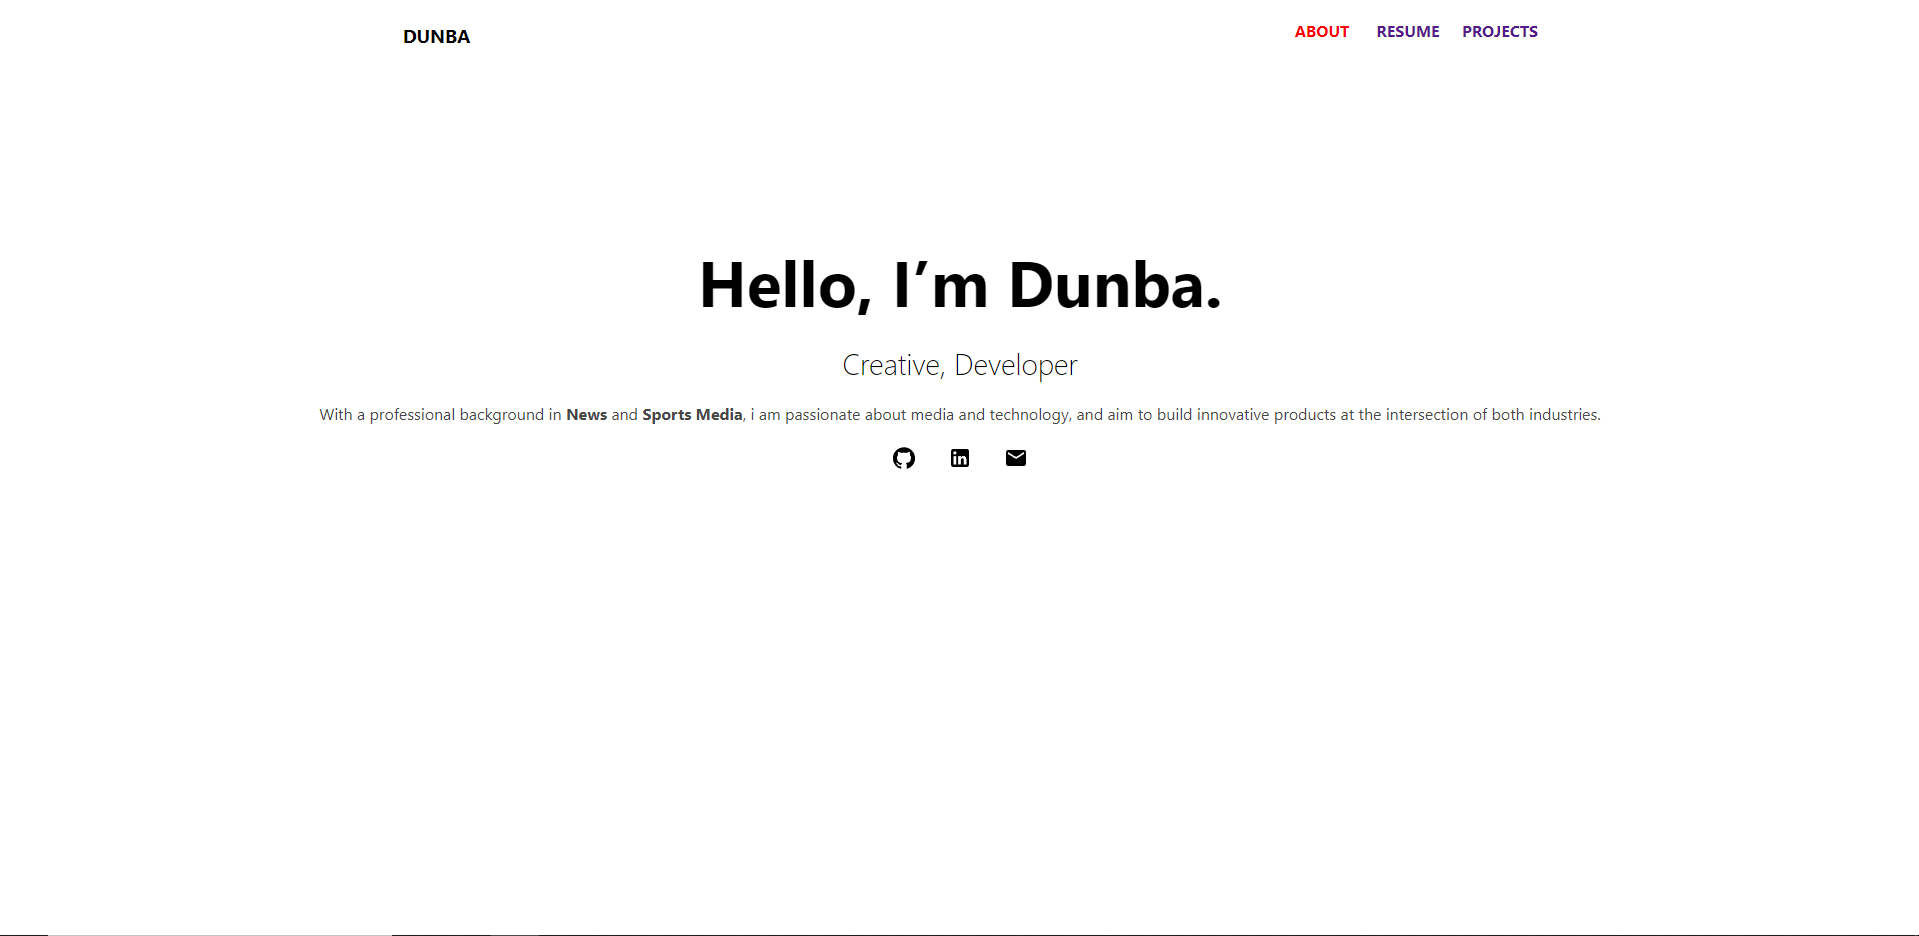 DUNBA
ABOUT RESUME PROJECTS
Hello, I’m Dunba.
Creative, Developer
With a professional background in News and Sports Media, i am passionate about media and technology, and aim to build innovative products at the intersection of both industries.
in